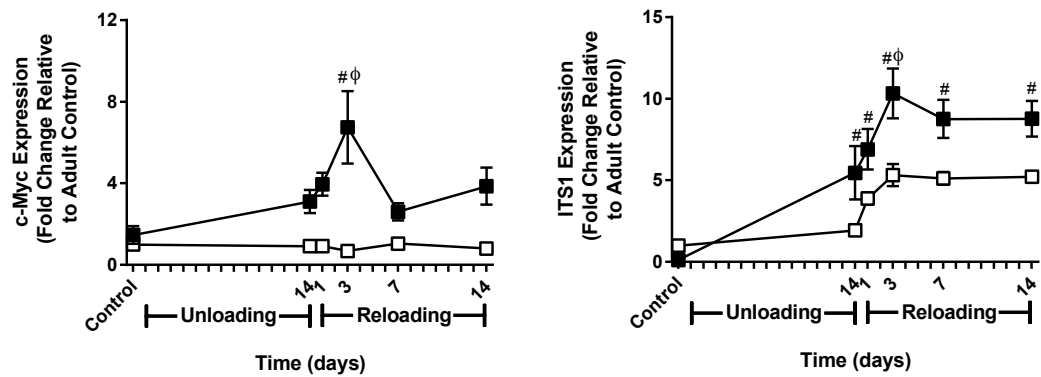 c-Myc Expression
(Fold Change Relative
to Adult Control)
12
8
4
0
#ϕ
Control
14
1
3
7
14
Unloading
Reloading
Time (days)
ITS1 Expression
(Fold Change Relative
to Adult Control)
15
10
5
0
#
#
#ϕ
#
#
Control
14
1
3
7
14
Unloading
Reloading
Time (days)